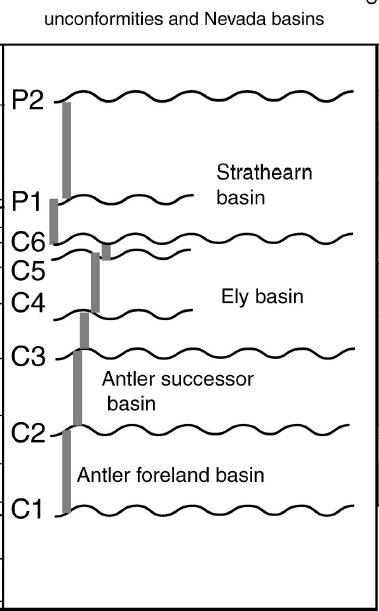 unconformities and Nevada basins
P2
Strathearn
basin
P1
C6
C5
C4
Ely basin
C3
Antler successor
basin
C2
Antler foreland basin
C1